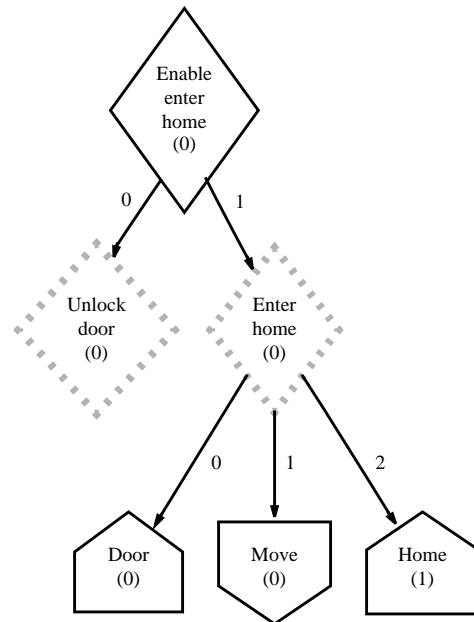 Enable
enter
home
(0)
0
1
Unlock
door
(0)
Enter
home
(0)
0
1
2
Door
(0)
Move
(0)
Home
(1)